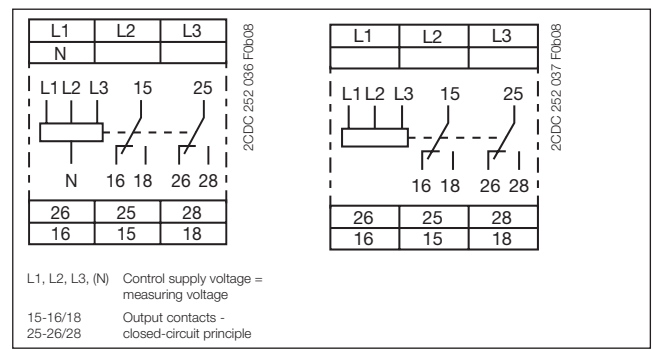 L1 L2 L3
N
L1 L2 L3 15 25
N 16 18 26 28
26 25 28
16 15 18
2CDC 252 036 F0b08
L1 L2 L3
L1 L2 L3 15 25
16 18 26 28
26 25 28
16 15 18
2CDC 252 037 F0b08
L1, L2, L3, (N) Control supply voltage =
measuring voltage
15-16/18 Output contacts -
25-26/28 closed-circuit principle